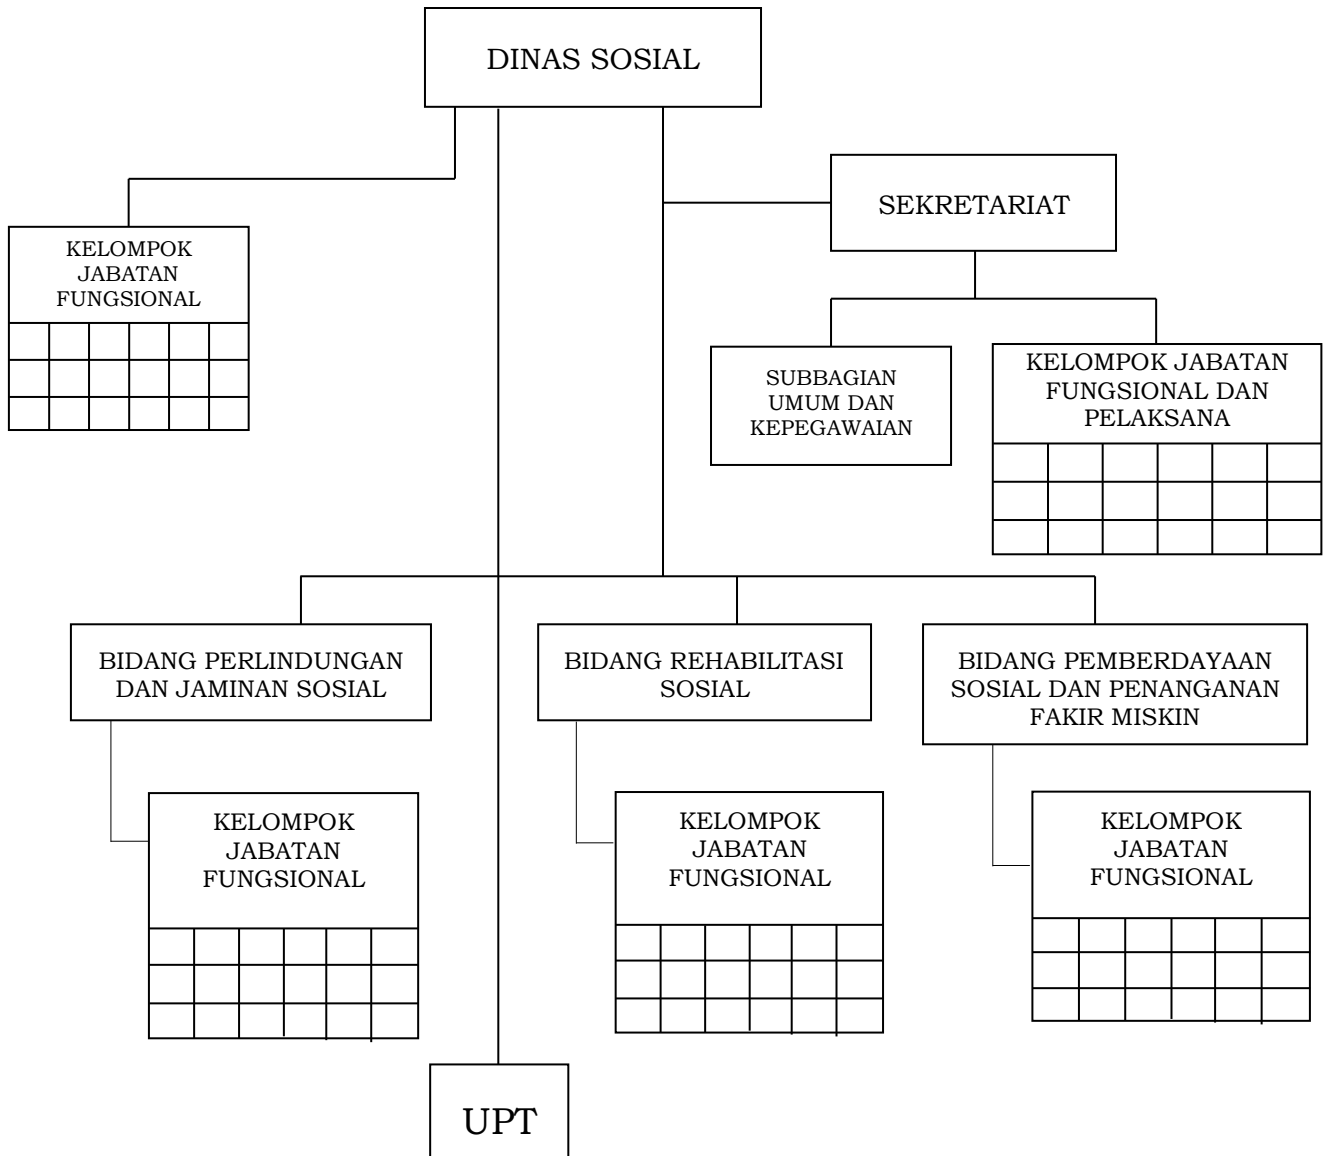 DINAS SOSIAL
SEKRETARIAT
KELOMPOK
JABATAN
FUNGSIONAL
SUBBAGIAN
UMUM DAN
KEPEGAWAIAN
KELOMPOK JABATAN
FUNGSIONAL DAN
PELAKSANA
BIDANG PERLINDUNGAN
DAN JAMINAN SOSIAL
BIDANG REHABILITASI
SOSIAL
BIDANG PEMBERDAYAAN
SOSIAL DAN PENANGANAN
FAKIR MISKIN
KELOMPOK
JABATAN
FUNGSIONAL
KELOMPOK
JABATAN
FUNGSIONAL
KELOMPOK
JABATAN
FUNGSIONAL
UPT